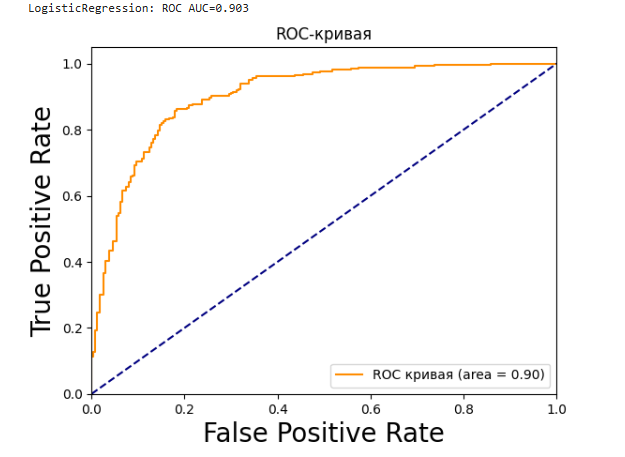 LogisticRegression: ROC AUC=0.903
ROC-кривая
1.0
0.8
0.6
0.4
0.2
0.0
True Positive Rate
ROC кривая (area = 0.90)
0.0 0.2 0.4 0.6 0.8 1.0
False Positive Rate